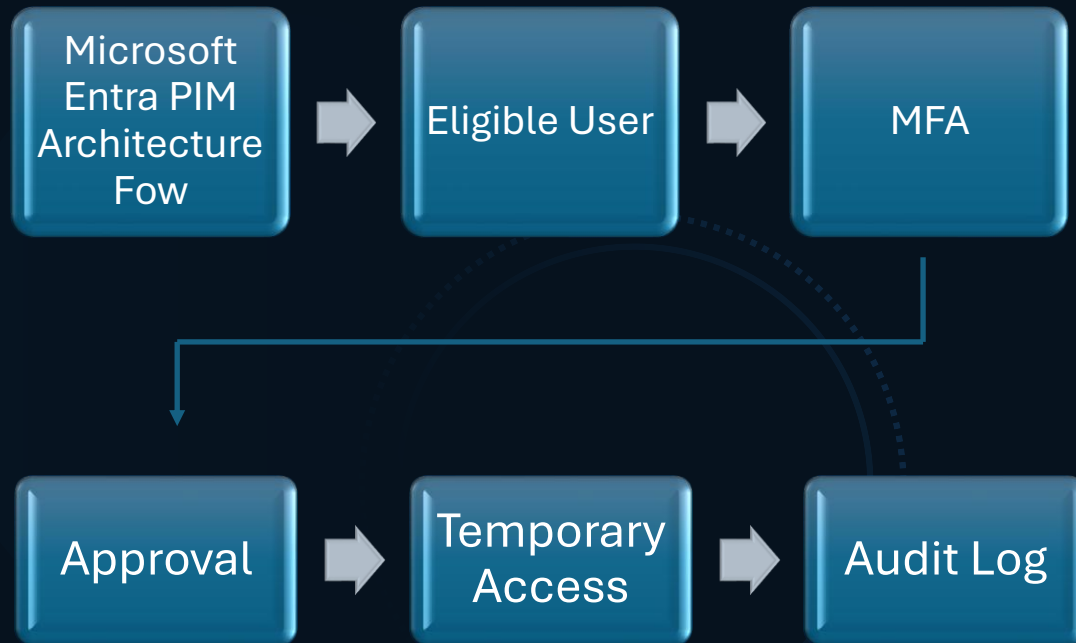 Microsoft
Entra PIM
Architecture
Fow
Eligible User
MFA
Approval
Temporary
Access
Audit Log